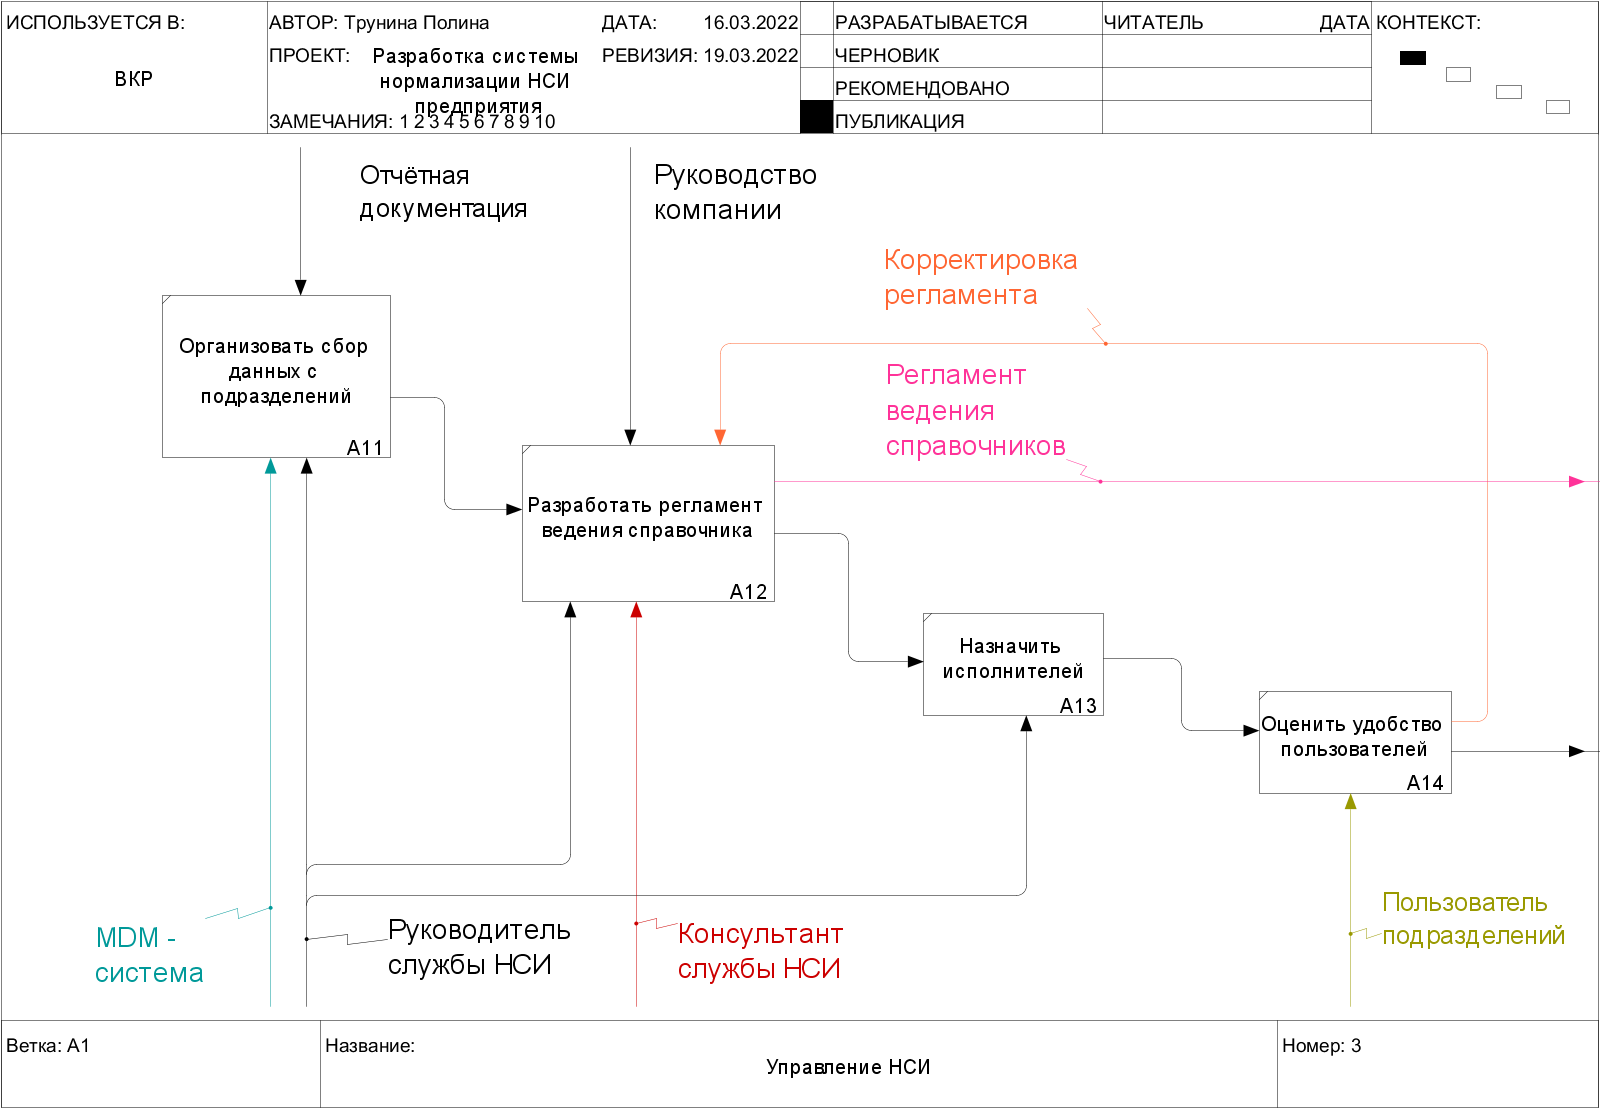 ИСПОЛЬЗУЕТСЯ В:
ВКР
АВТОР: Трунина Полина
ДАТА: 16.03.2022
ПРОЕКТ: Разработка системы
нормализации НСИ
предприятия
РЕВИЗИЯ: 19.03.2022
ЗАМЕЧАНИЯ: 1 2 3 4 5 6 7 8 9 10
РАЗРАБАТЫВАЕТСЯ
ЧЕРНОВИК
РЕКОМЕНДОВАНО
ПУБЛИКАЦИЯ
ЧИТАТЕЛЬ ДАТА
КОНТЕКСТ:
Отчётная
документация
Руководство
компании
Корректировка
регламента
Регламент
ведения
справочников
Организовать сбор
данных с
подразделений
A11
Разработать регламент
ведения справочника
A12
Назначить
исполнителей
A13
Оценить удобство
пользователей
A14
MDM -
система
Руководитель
службы НСИ
Консультант
службы НСИ
Пользователь
подразделений
Ветка: A1
Название:
Управление НСИ
Номер: 3